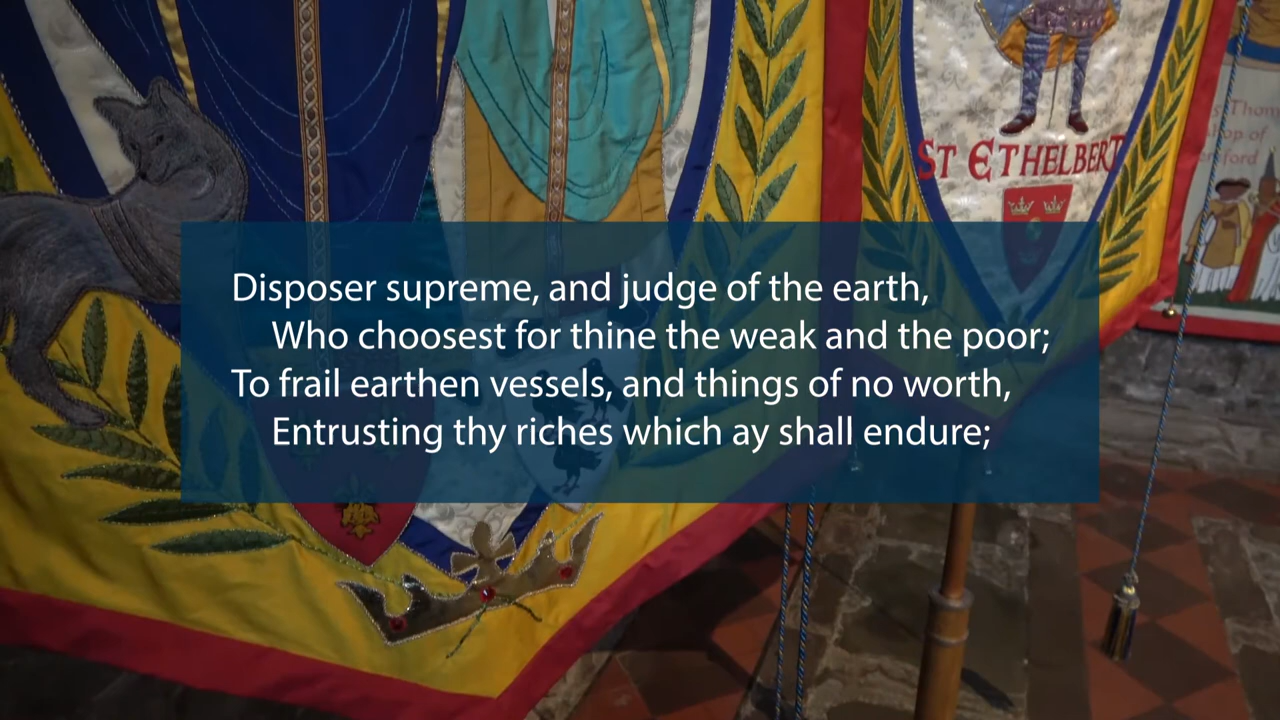 ST ETHELBERT
Disposer supreme, and judge of the earth,
Who choosest for thine the weak and the poor;
To frail earthen vessels, and things of no worth,
Entrusting thy riches which ay shall endure;